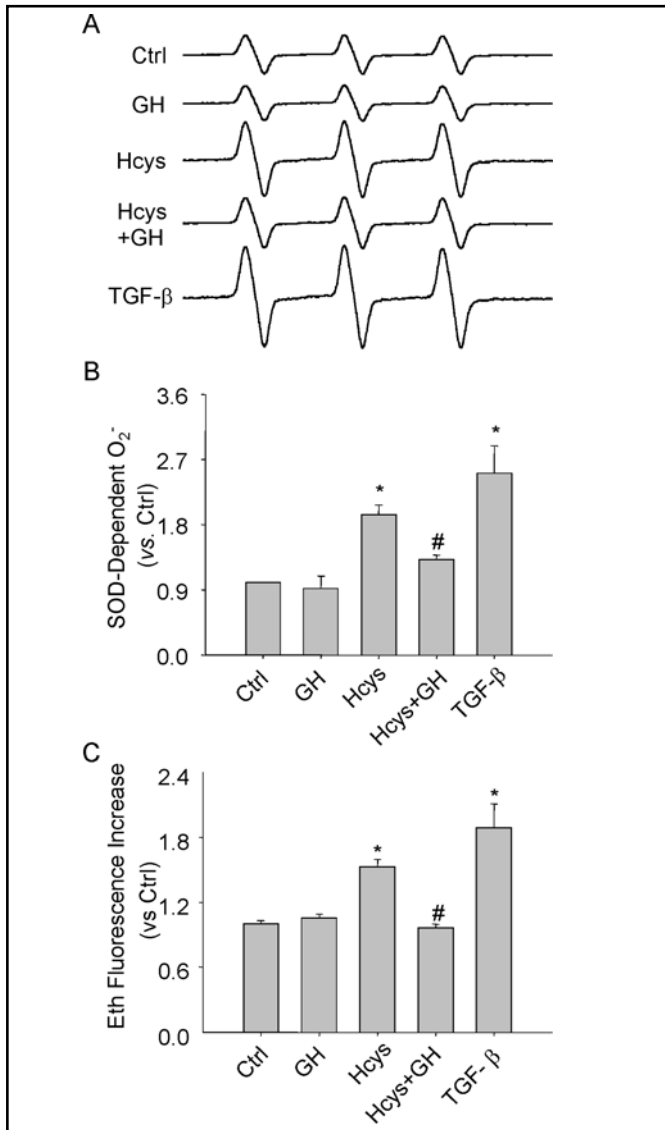 A
Ctrl
GH
Hcys
Hcys
+GH
TGF-β
B
SOD-Dependent O₂⁻
(vs. Ctrl)
3.6
2.7
1.8
0.9
0.0
*
#
*
Ctrl
GH
Hcys
Hcys+GH
TGF-β
C
Eth Fluorescence Increase
(vs Ctrl)
2.4
1.8
1.2
0.6
0.0
*
#
*
Ctrl
GH
Hcys
Hcys+GH
TGF- β